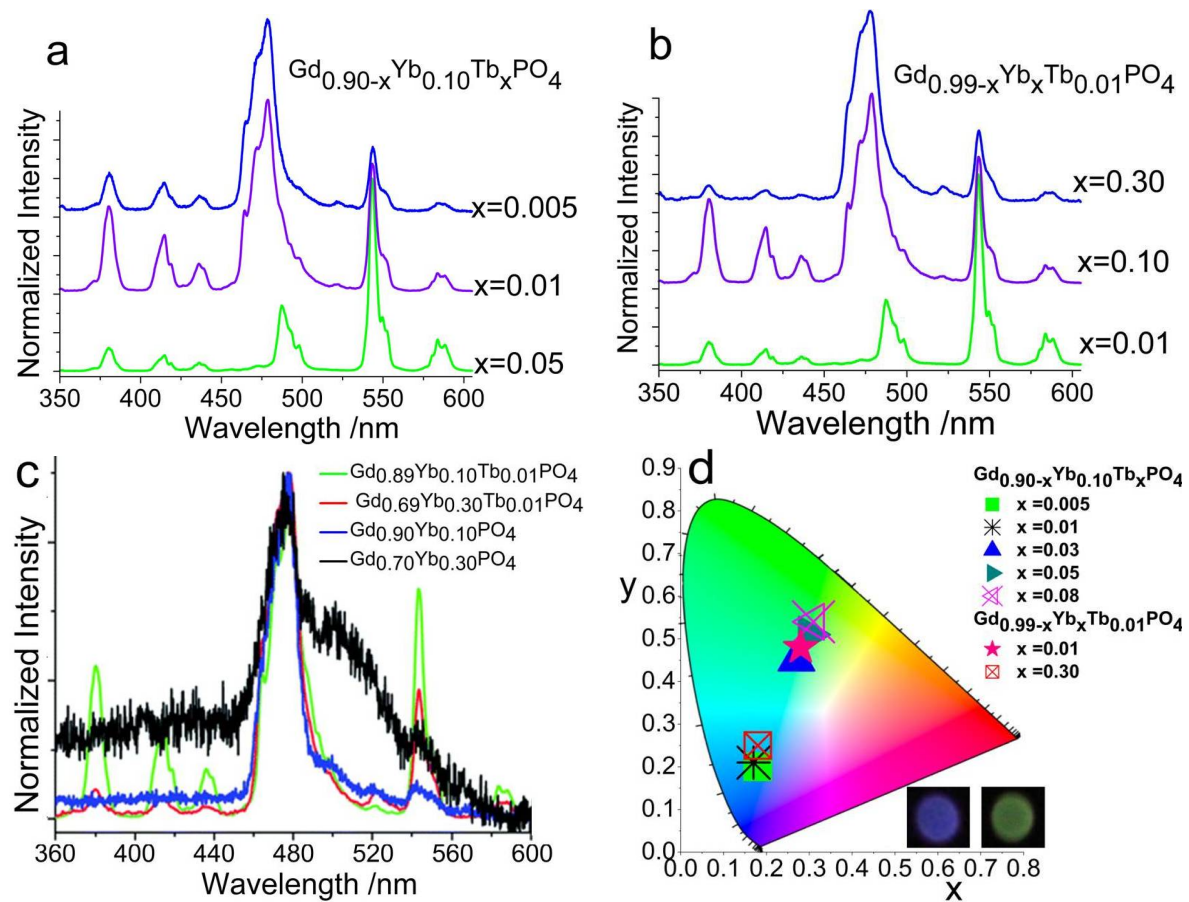 a
Gd0.90-xYb0.10TbxPO4
Normalized Intensity
x=0.005
x=0.01
x=0.05
350 400 450 500 550 600
Wavelength /nm
b
Gd0.99-xYbxTb0.01PO4
Normalized Intensity
x=0.30
x=0.10
x=0.01
350 400 450 500 550 600
Wavelength /nm
c
Gd0.89Yb0.10Tb0.01PO4
Gd0.69Yb0.30Tb0.01PO4
Gd0.90Yb0.10PO4
Gd0.70Yb0.30PO4
Normalized Intensity
360 400 440 480 520 560 600
Wavelength /nm
d
0.9
0.8
0.7
0.6
y
0.5
0.4
0.3
0.2
0.1
0.0
Gd0.90-xYb0.10TbxPO4
x =0.005
x =0.01
x =0.03
x =0.05
x =0.08
Gd0.99-xYbxTb0.01PO4
x =0.01
x =0.30
0.0 0.1 0.2 0.3 0.4 0.5 0.6 0.7 0.8
x